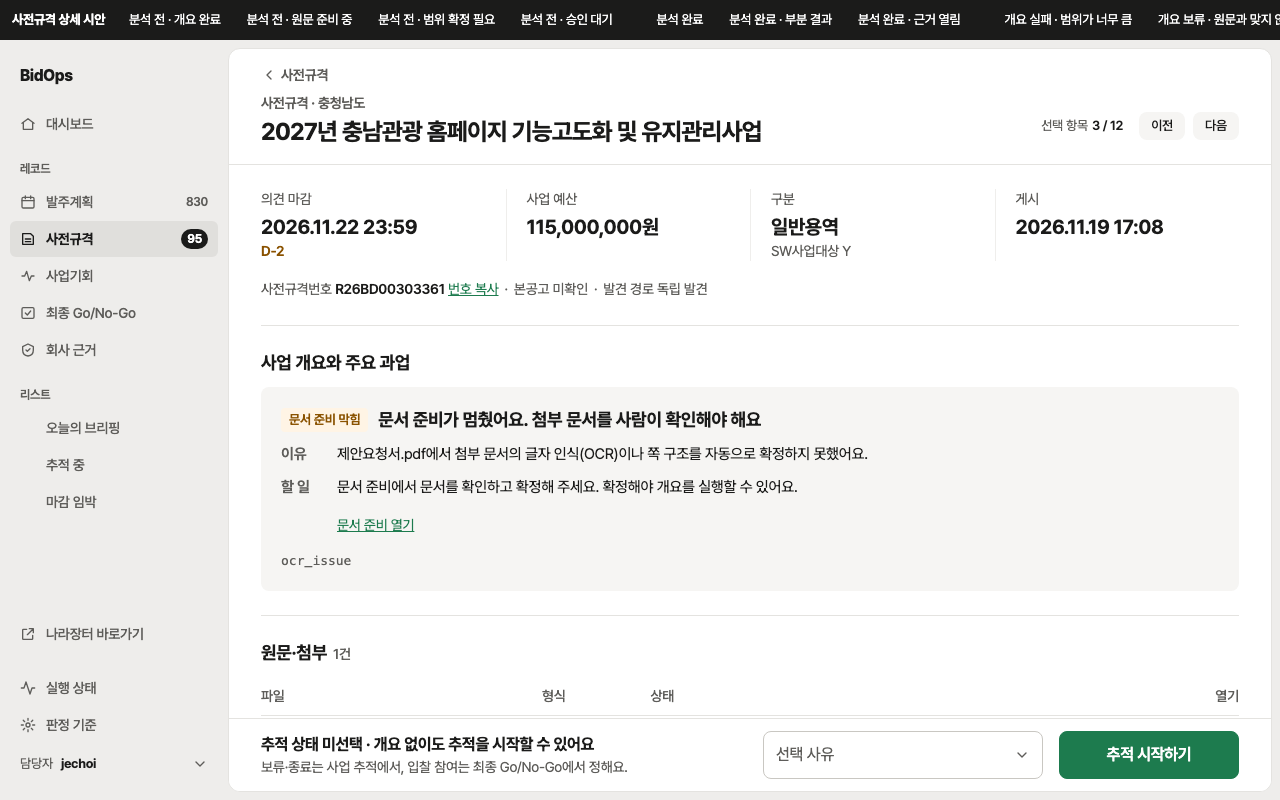 사전규격 상세 시안 분석 전 · 개요 완료 분석 전 · 원문 준비 중 분석 전 · 범위 확정 필요 분석 전 · 승인 대기 분석 완료 분석 완료 · 부분 결과 분석 완료 · 근거 열림 개요 실패 · 범위가 너무 큼 개요 보류 · 원문과 맞지
BidOps
대시보드
레코드
발주계획 830
사전규격 95
사업기회
최종 Go/No-Go
회사 근거
리스트
오늘의 브리핑
추적 중
마감 임박
나라장터 바로가기
실행 상태
판정 기준
담당자 jechoi
사전규격
사전규격 · 충청남도
2027년 충남관광 홈페이지 기능고도화 및 유지관리사업
선택 항목 3 / 12 이전 다음
의견 마감 사업 예산 구분 게시
2026.11.22 23:59 115,000,000원 일반용역 2026.11.19 17:08
D-2 SW사업대상 Y
사전규격번호 R26BD00303361 번호 복사 · 본공고 미확인 · 발견 경로 독립 발견
사업 개요와 주요 과업
문서 준비 막힘 문서 준비가 멈췄어요. 첨부 문서를 사람이 확인해야 해요
이유 제안요청서.pdf에서 첨부 문서의 글자 인식(OCR)이나 쪽 구조를 자동으로 확정하지 못했어요.
할 일 문서 준비에서 문서를 확인하고 확정해 주세요. 확정해야 개요를 실행할 수 있어요.
문서 준비 열기
ocr_issue
원문·첨부 1건
파일 형식 상태 열기
추적 상태 미선택 · 개요 없이도 추적을 시작할 수 있어요
보류·종료는 사업 추적에서, 입찰 참여는 최종 Go/No-Go에서 정해요.
선택 사유
추적 시작하기